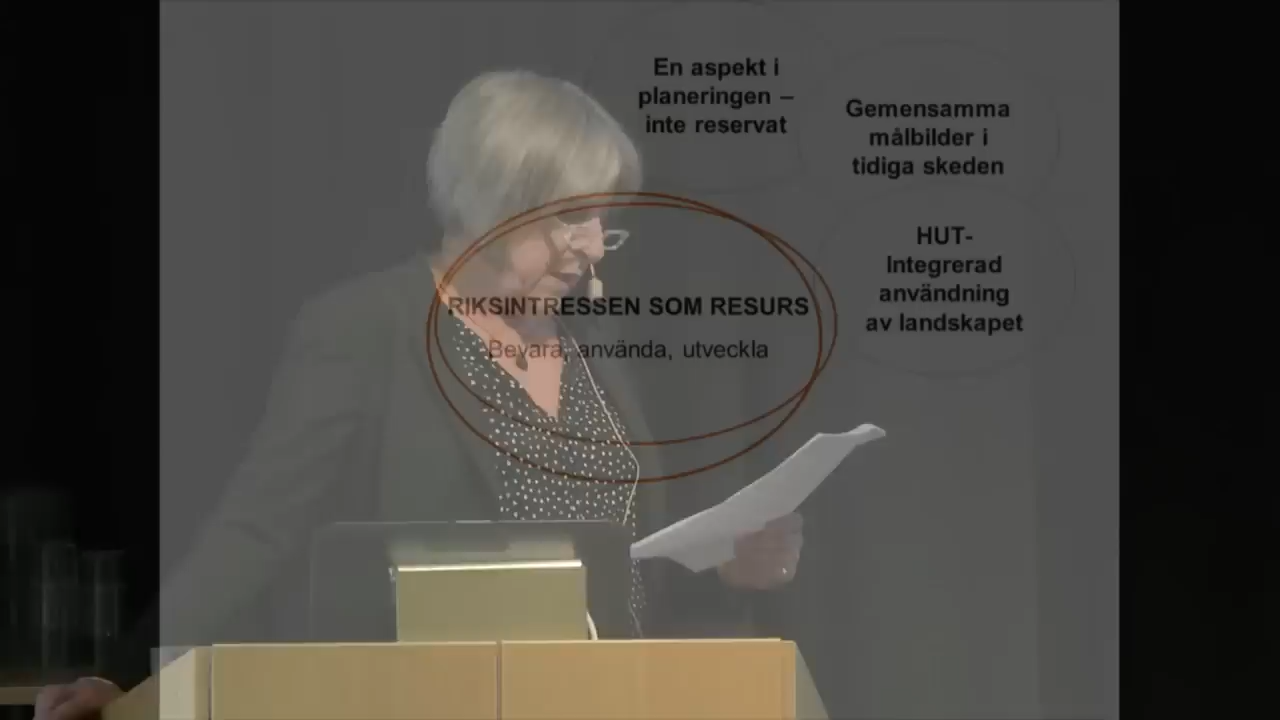 En aspekt i
planeringen –
inte reservat
Gemensamma
målbilder i
tidiga skeden
HUT-
Integrerad
användning
av landskapet
RIKSINTRESSEN SOM RESURS
Bevara, använda, utveckla